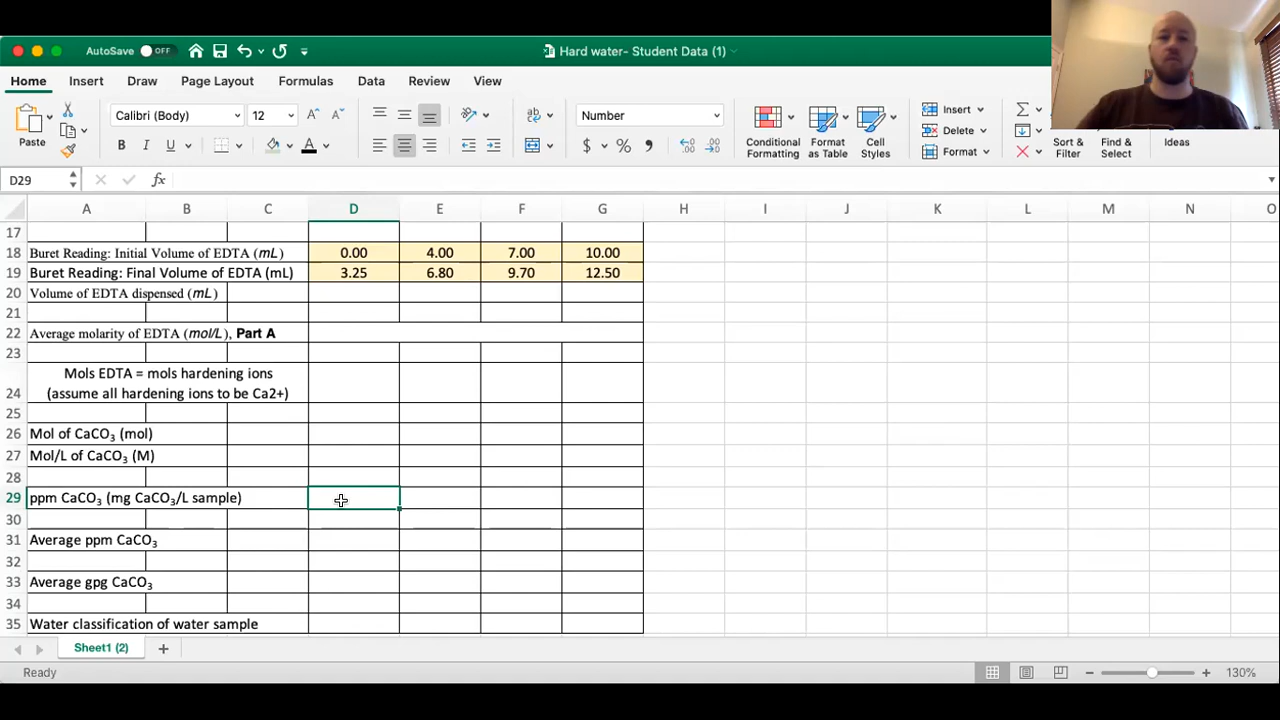 AutoSave OFF Hard water- Student Data (1)
Home Insert Draw Page Layout Formulas Data Review View
Paste Calibri (Body) 12 A A B I U A ab Number $ % Conditional Formatting Format as Table Cell Styles Insert Delete Format Sort & Filter Find & Select Ideas
D29 fx
A B C D E F G H I J K L M N O
17
18 Buret Reading: Initial Volume of EDTA (mL) 0.00 4.00 7.00 10.00
19 Buret Reading: Final Volume of EDTA (mL) 3.25 6.80 9.70 12.50
20 Volume of EDTA dispensed (mL)
21
22 Average molarity of EDTA (mol/L), Part A
23
Mols EDTA = mols hardening ions
24 (assume all hardening ions to be Ca2+)
25
26 Mol of CaCO₃ (mol)
27 Mol/L of CaCO₃ (M)
28
29 ppm CaCO₃ (mg CaCO₃/L sample)
30
31 Average ppm CaCO₃
32
33 Average gpg CaCO₃
34
35 Water classification of water sample
Sheet1 (2)
Ready 130%